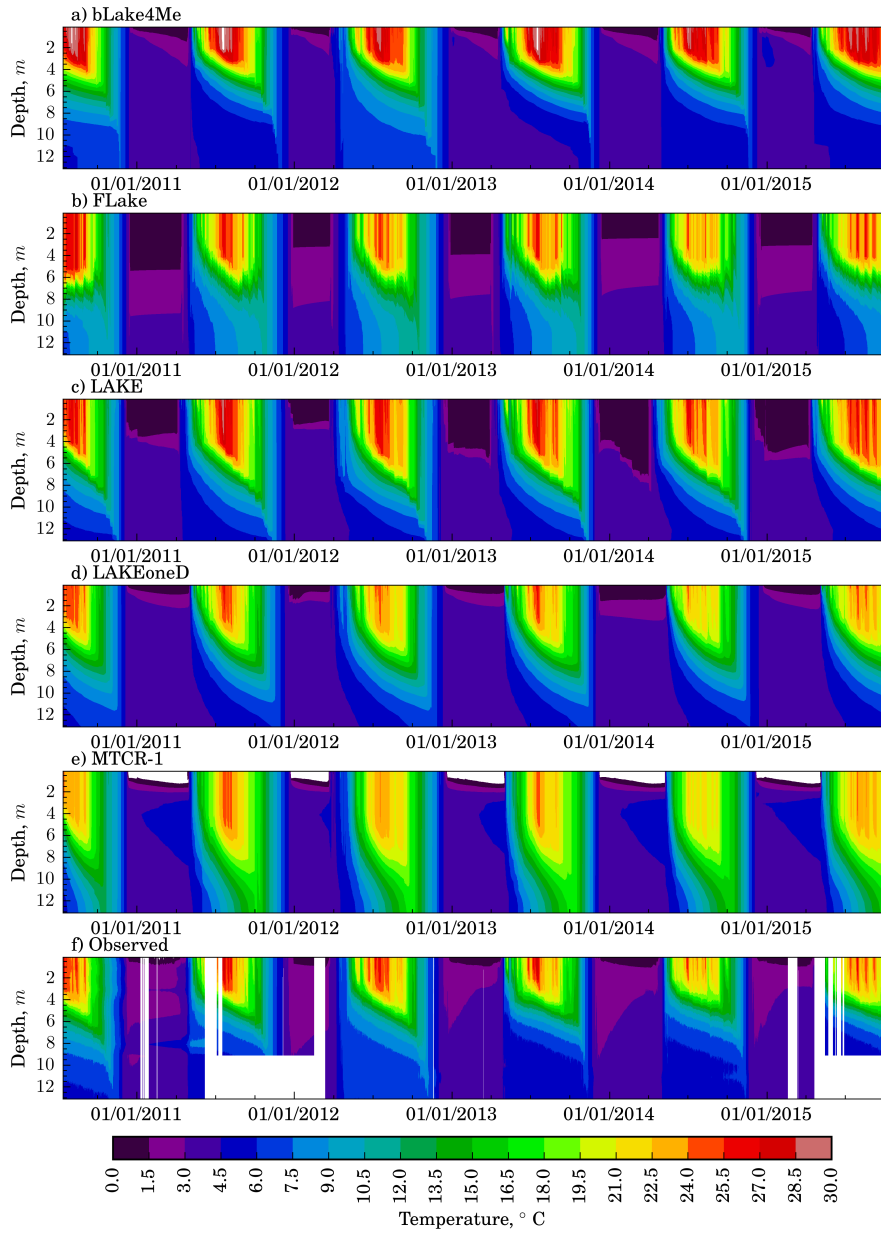 a) bLake4Me
Depth, m
2
4
6
8
10
12
01/01/2011 01/01/2012 01/01/2013 01/01/2014 01/01/2015
b) FLake
Depth, m
2
4
6
8
10
12
01/01/2011 01/01/2012 01/01/2013 01/01/2014 01/01/2015
c) LAKE
Depth, m
2
4
6
8
10
12
01/01/2011 01/01/2012 01/01/2013 01/01/2014 01/01/2015
d) LAKEoneD
Depth, m
2
4
6
8
10
12
01/01/2011 01/01/2012 01/01/2013 01/01/2014 01/01/2015
e) MTCR-1
Depth, m
2
4
6
8
10
12
01/01/2011 01/01/2012 01/01/2013 01/01/2014 01/01/2015
f) Observed
Depth, m
2
4
6
8
10
12
01/01/2011 01/01/2012 01/01/2013 01/01/2014 01/01/2015
0.0 1.5 3.0 4.5 6.0 7.5 9.0 10.5 12.0 13.5 15.0 16.5 18.0 19.5 21.0 22.5 24.0 25.5 27.0 28.5 30.0
Temperature, ° C